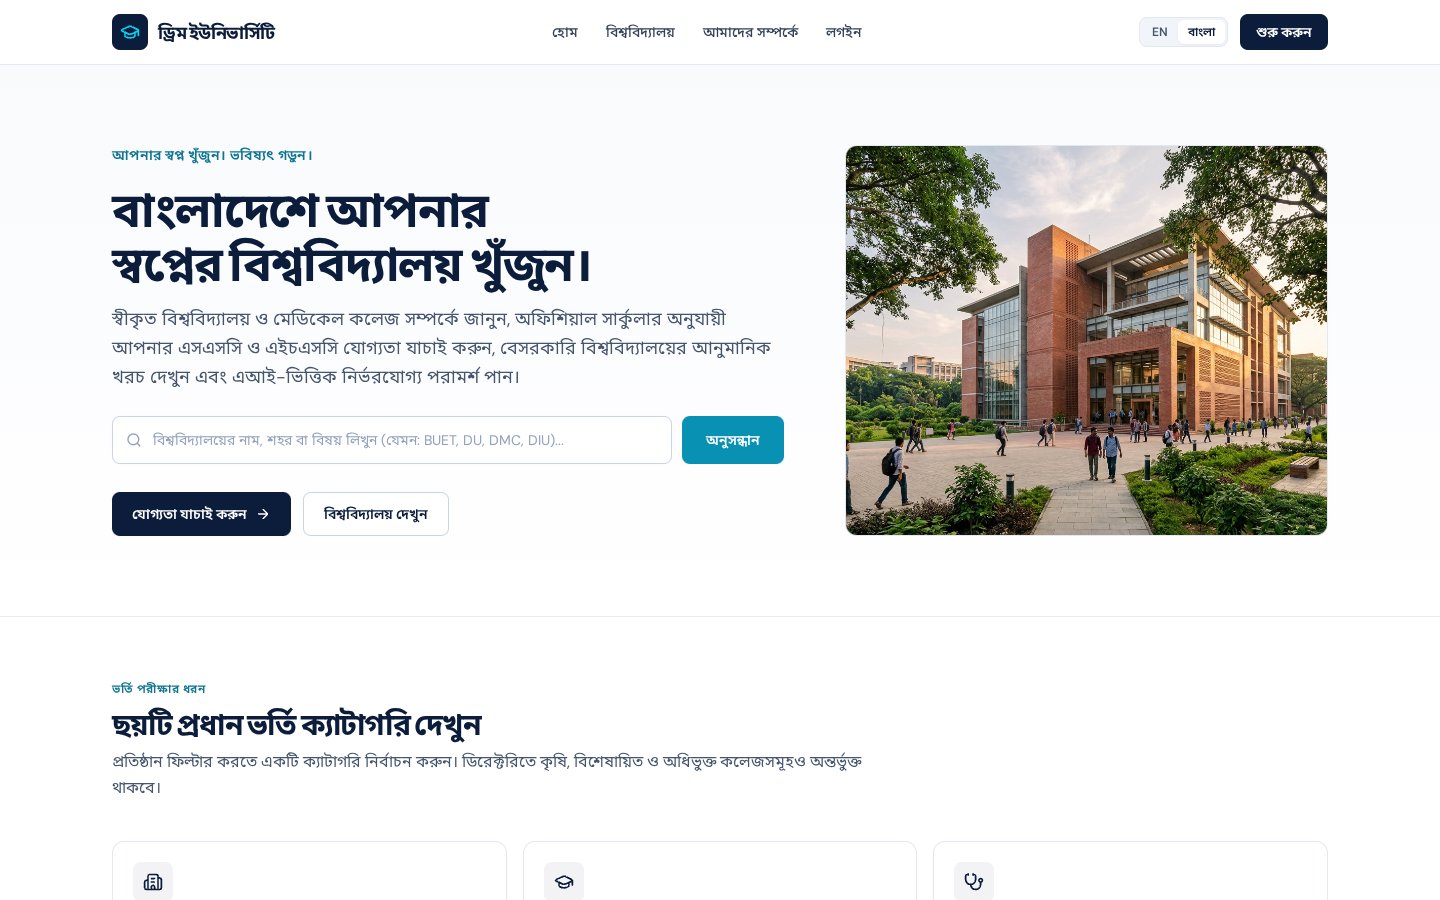 ড্রিম ইউনিভার্সিটি
হোম
বিশ্ববিদ্যালয়
আমাদের সম্পর্কে
লগইন
EN
বাংলা
শুরু করুন
আপনার স্বপ্ন খুঁজুন। ভবিষ্যৎ গড়ুন।
বাংলাদেশে আপনার
স্বপ্নের বিশ্ববিদ্যালয় খুঁজুন।
স্বীকৃত বিশ্ববিদ্যালয় ও মেডিকেল কলেজ সম্পর্কে জানুন, অফিশিয়াল সার্কুলার অনুযায়ী
আপনার এসএসসি ও এইচএসসি যোগ্যতা যাচাই করুন, বেসরকারি বিশ্ববিদ্যালয়ের আনুমানিক
খরচ দেখুন এবং এআই-ভিত্তিক নির্ভরযোগ্য পরামর্শ পান।
বিশ্ববিদ্যালয়ের নাম, শহর বা বিষয় লিখুন (যেমন: BUET, DU, DMC, DIU)...
অনুসন্ধান
যোগ্যতা যাচাই করুন
বিশ্ববিদ্যালয় দেখুন
ভর্তি পরীক্ষার ধরন
ছয়টি প্রধান ভর্তি ক্যাটাগরি দেখুন
প্রতিষ্ঠান ফিল্টার করতে একটি ক্যাটাগরি নির্বাচন করুন। ডিরেক্টরিতে কৃষি, বিশেষায়িত ও অধিভুক্ত কলেজসমূহও অন্তর্ভুক্ত
থাকবে।